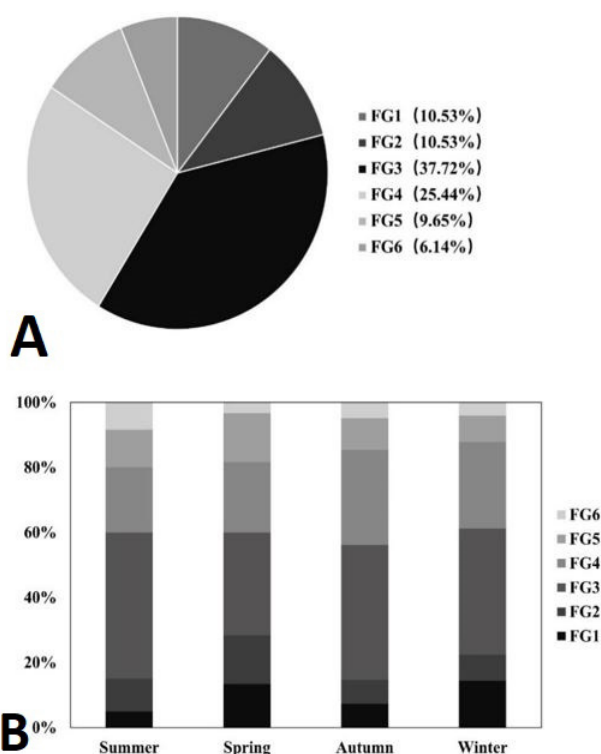 FG1 (10.53%)
FG2 (10.53%)
FG3 (37.72%)
FG4 (25.44%)
FG5 (9.65%)
FG6 (6.14%)
A
100%
80%
60%
40%
20%
0%
FG6
FG5
FG4
FG3
FG2
FG1
B
Summer Spring Autumn Winter